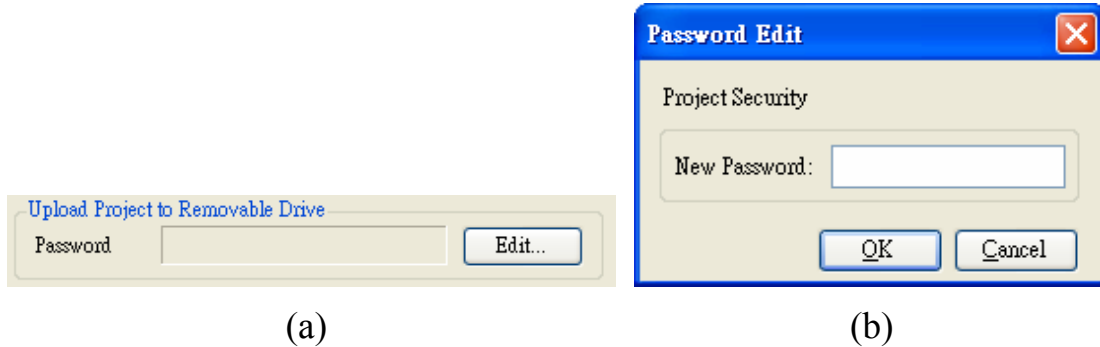 Upload Project to Removable Drive
Password
Edit...
(a)
Password Edit
Project Security
New Password:
OK
Cancel
(b)